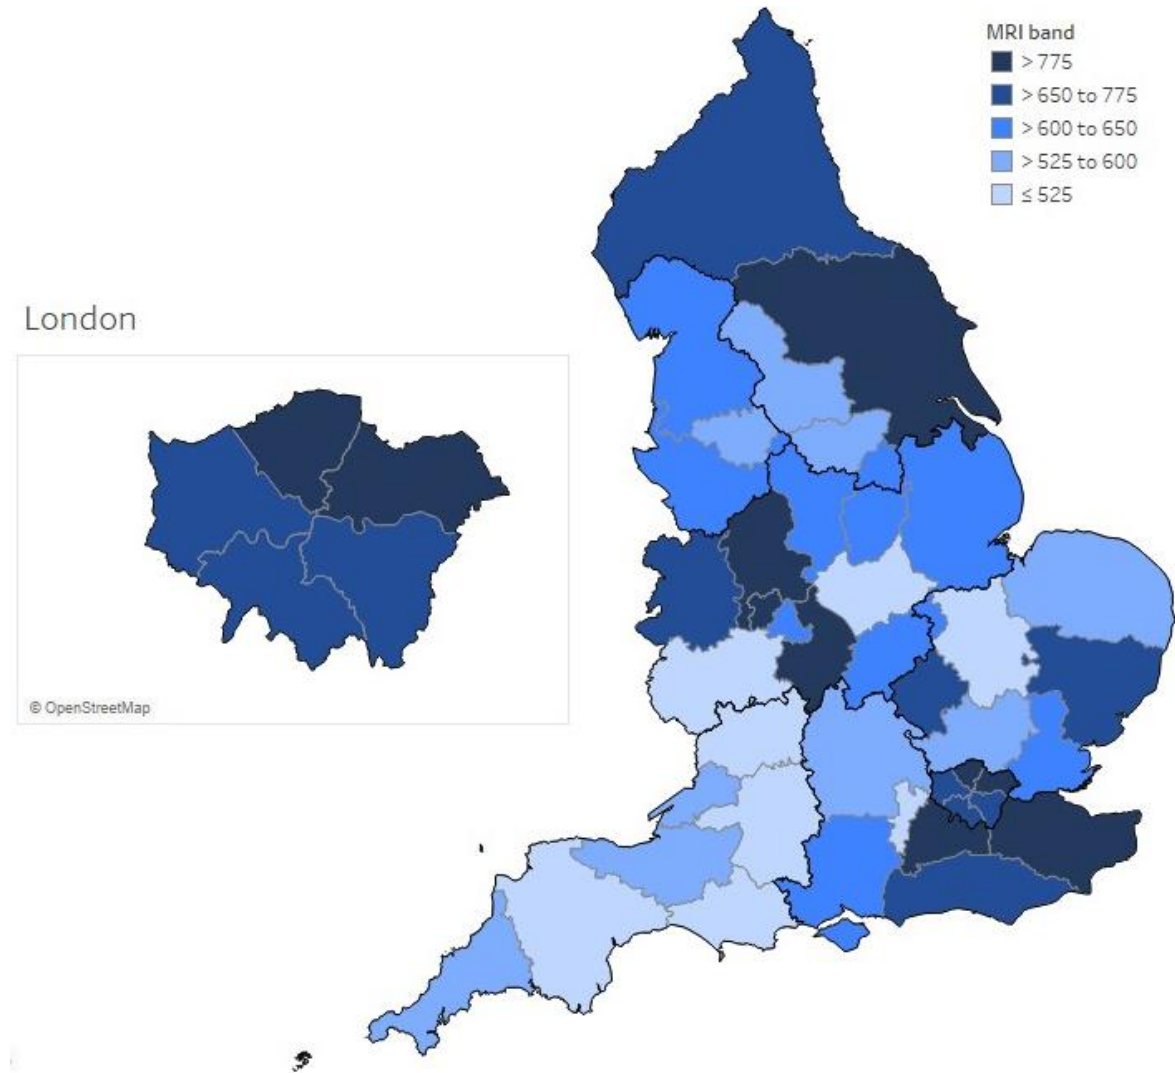 MRI band
> 775
> 650 to 775
> 600 to 650
> 525 to 600
≤ 525
London
© OpenStreetMap